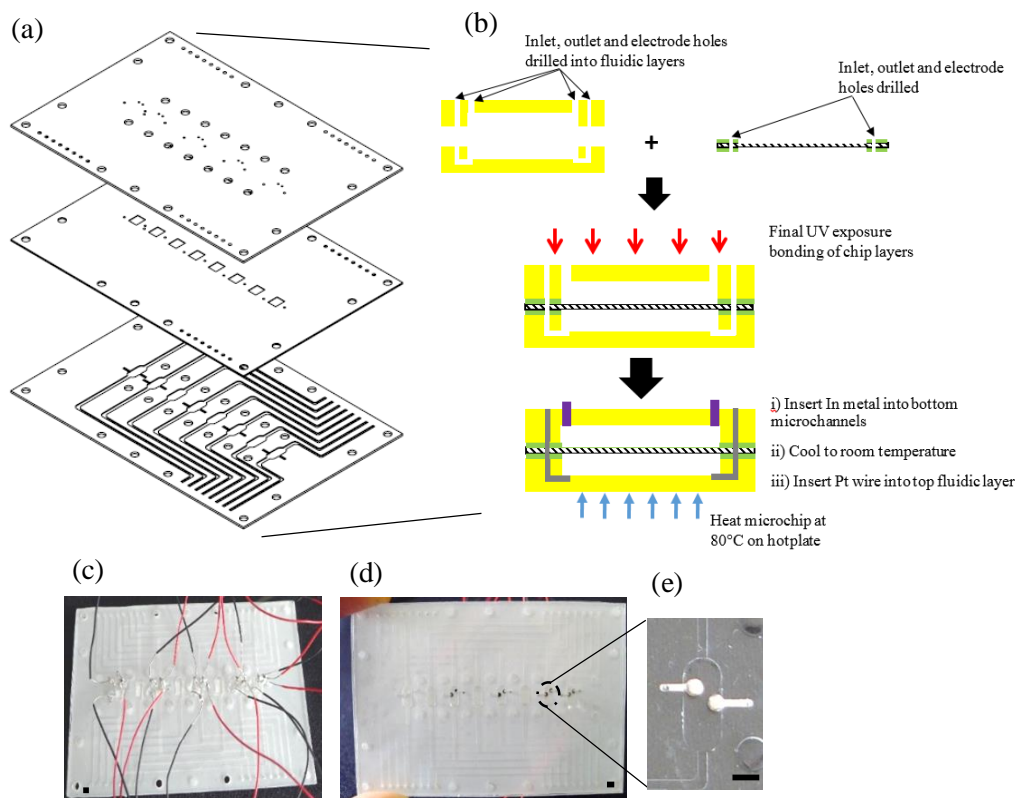 (a)
(b)
Inlet, outlet and electrode holes
drilled into fluidic layers
Inlet, outlet and electrode
holes drilled
+
Final UV exposure
bonding of chip layers
i) Insert In metal into bottom
microchannels
ii) Cool to room temperature
iii) Insert Pt wire into top fluidic layer
Heat microchip at
80°C on hotplate
(c)
(d)
(e)